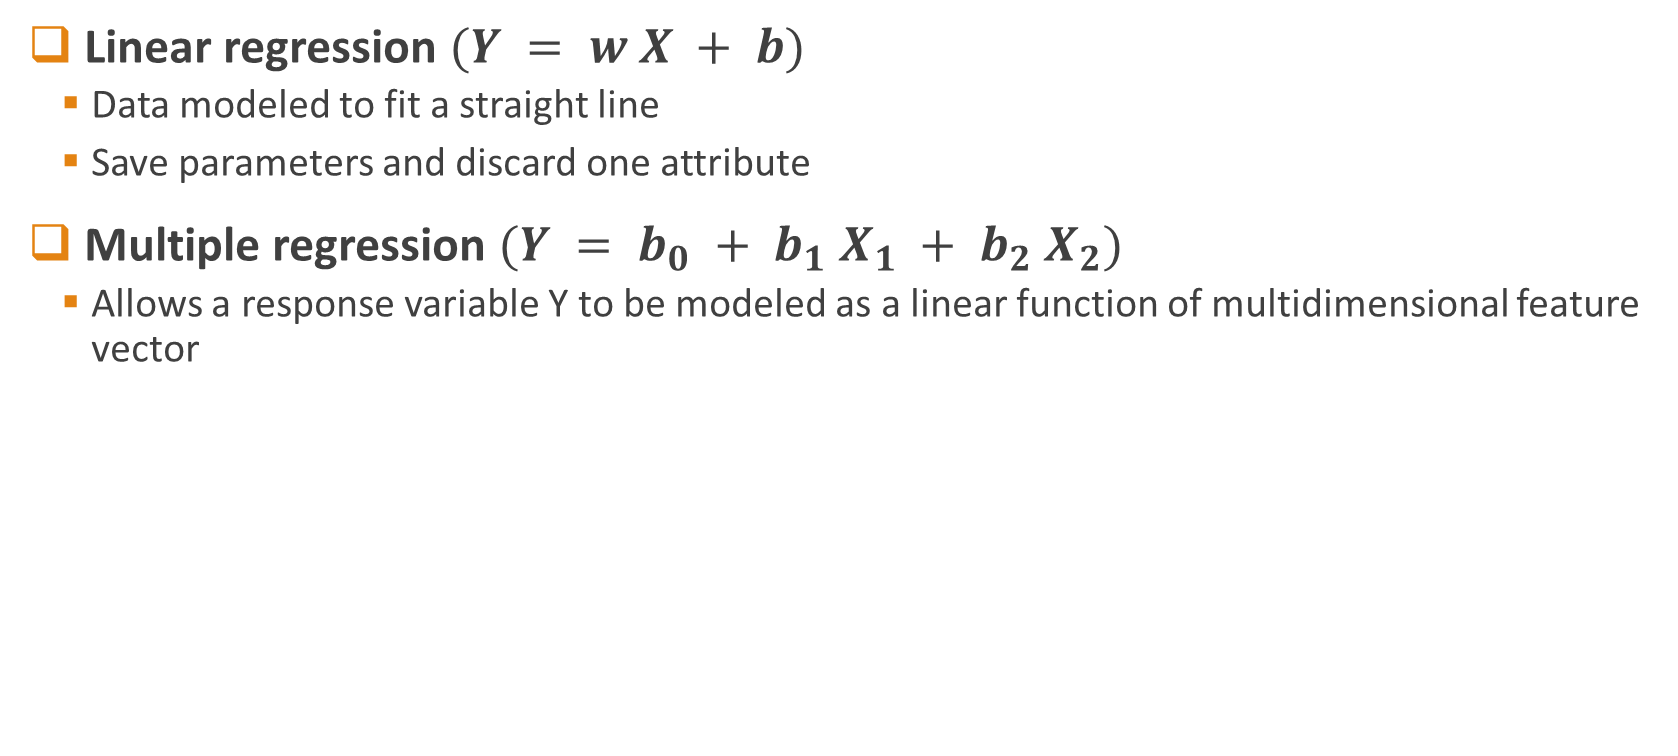 Linear regression (Y = w X + b)
Data modeled to fit a straight line
Save parameters and discard one attribute
Multiple regression (Y = b₀ + b₁ X₁ + b₂ X₂)
Allows a response variable Y to be modeled as a linear function of multidimensional feature
vector